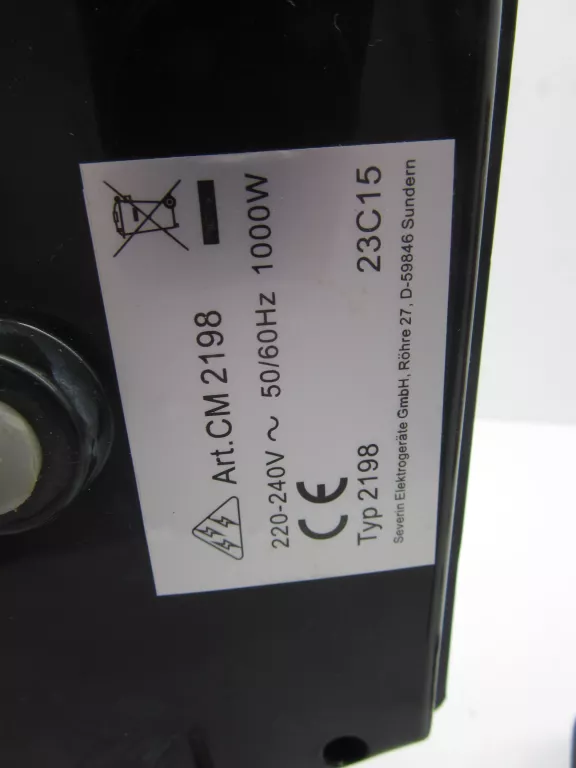 Art.CM 2198
220-240V ~ 50/60Hz 1000W
CE
Typ 2198 23C15
Severin Elektrogeräte GmbH, Röhre 27, D-59846 Sundern